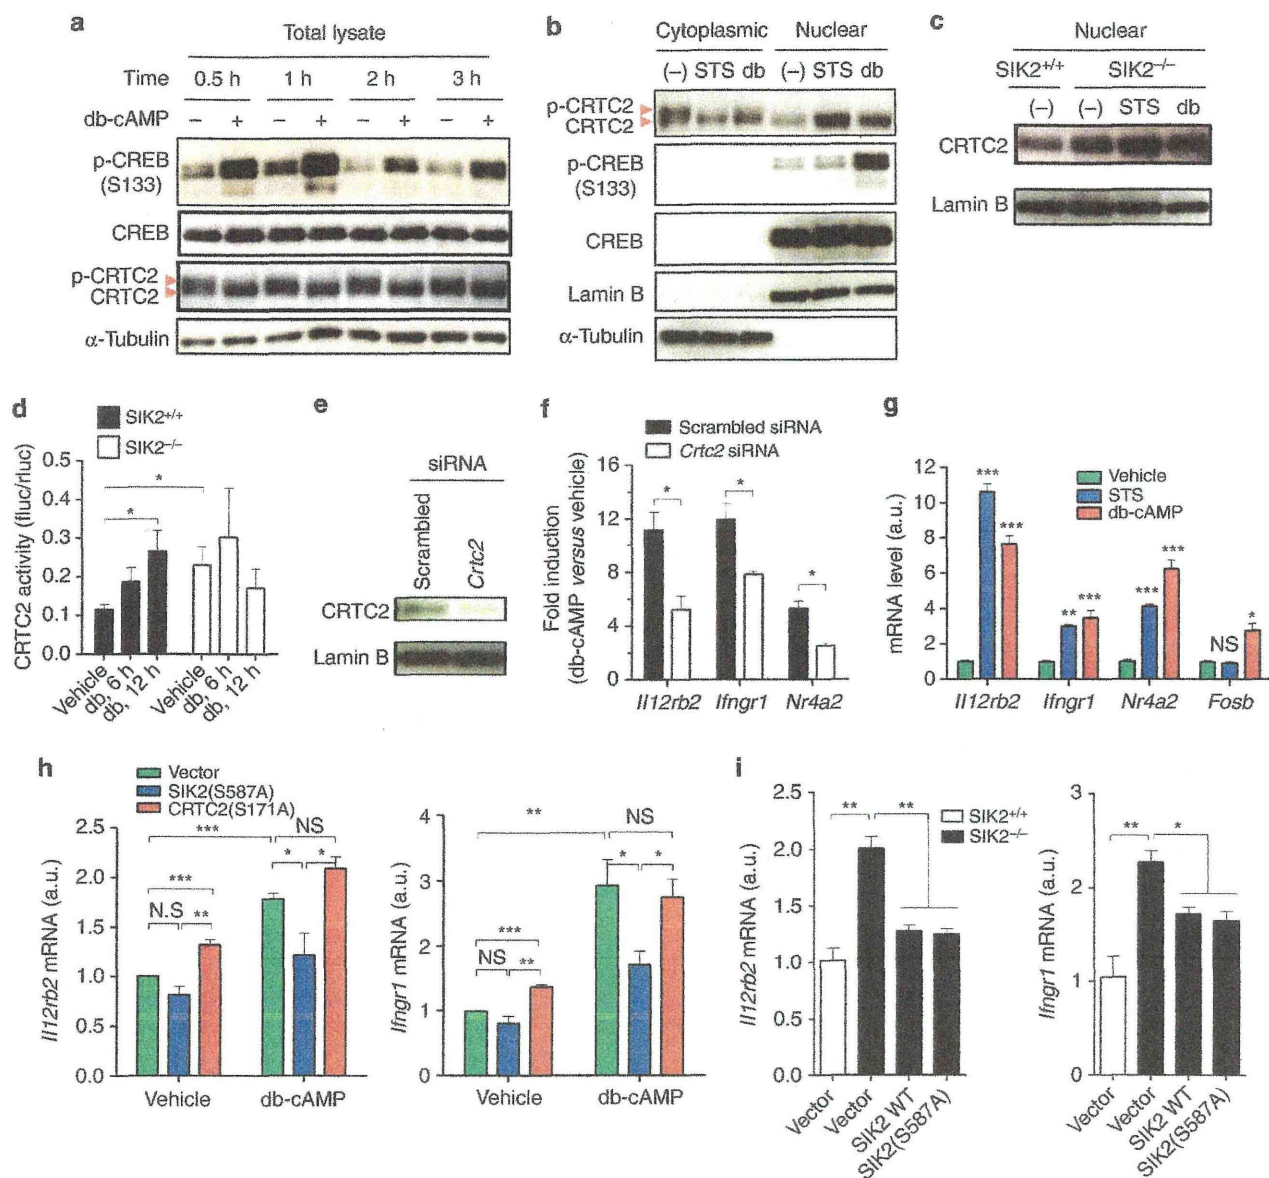 a
Total lysate
Time 0.5 h 1 h 2 h 3 h
db-cAMP − + − + − + − +
p-CREB
(S133)
CREB
p-CRTC2
CRTC2
α-Tubulin
b
Cytoplasmic Nuclear
(–) STS db (–) STS db
p-CRTC2
CRTC2
p-CREB
(S133)
CREB
Lamin B
α-Tubulin
c
Nuclear
SIK2+/+ SIK2−/−
(–) (–) STS db
CRTC2
Lamin B
d
SIK2+/+
SIK2−/−
CRTC2 activity (fluc/rluc)
0.5
0.4
0.3
0.2
0.1
0.0
*
*
Vehicle
db, 6 h
db, 12 h
Vehicle
db, 6 h
db, 12 h
e
siRNA
Scrambled
Crtc2
CRTC2
Lamin B
f
Scrambled siRNA
Crtc2 siRNA
Fold induction
(db-cAMP versus vehicle)
16
12
8
4
0
* * *
Il12rb2 Ifngr1 Nr4a2
g
Vehicle
STS
db-cAMP
mRNA level (a.u.)
12
10
8
6
4
2
0
*** *** ** *** *** *** NS *
Il12rb2 Ifngr1 Nr4a2 Fosb
h
Vector
SIK2(S587A)
CRTC2(S171A)
Il12rb2 mRNA (a.u.)
2.5
2.0
1.5
1.0
0.5
0.0
*** NS
* *
***
N.S **
Vehicle db-cAMP
Ifngr1 mRNA (a.u.)
4
3
2
1
0
** NS
* *
***
NS **
Vehicle db-cAMP
i
SIK2+/+
SIK2−/−
Il12rb2 mRNA (a.u.)
2.5
2.0
1.5
1.0
0.5
0.0
** **
Vector
Vector
SIK2 WT
SIK2(S587A)
Ifngr1 mRNA (a.u.)
3
2
1
0
** *
Vector
Vector
SIK2 WT
SIK2(S587A)